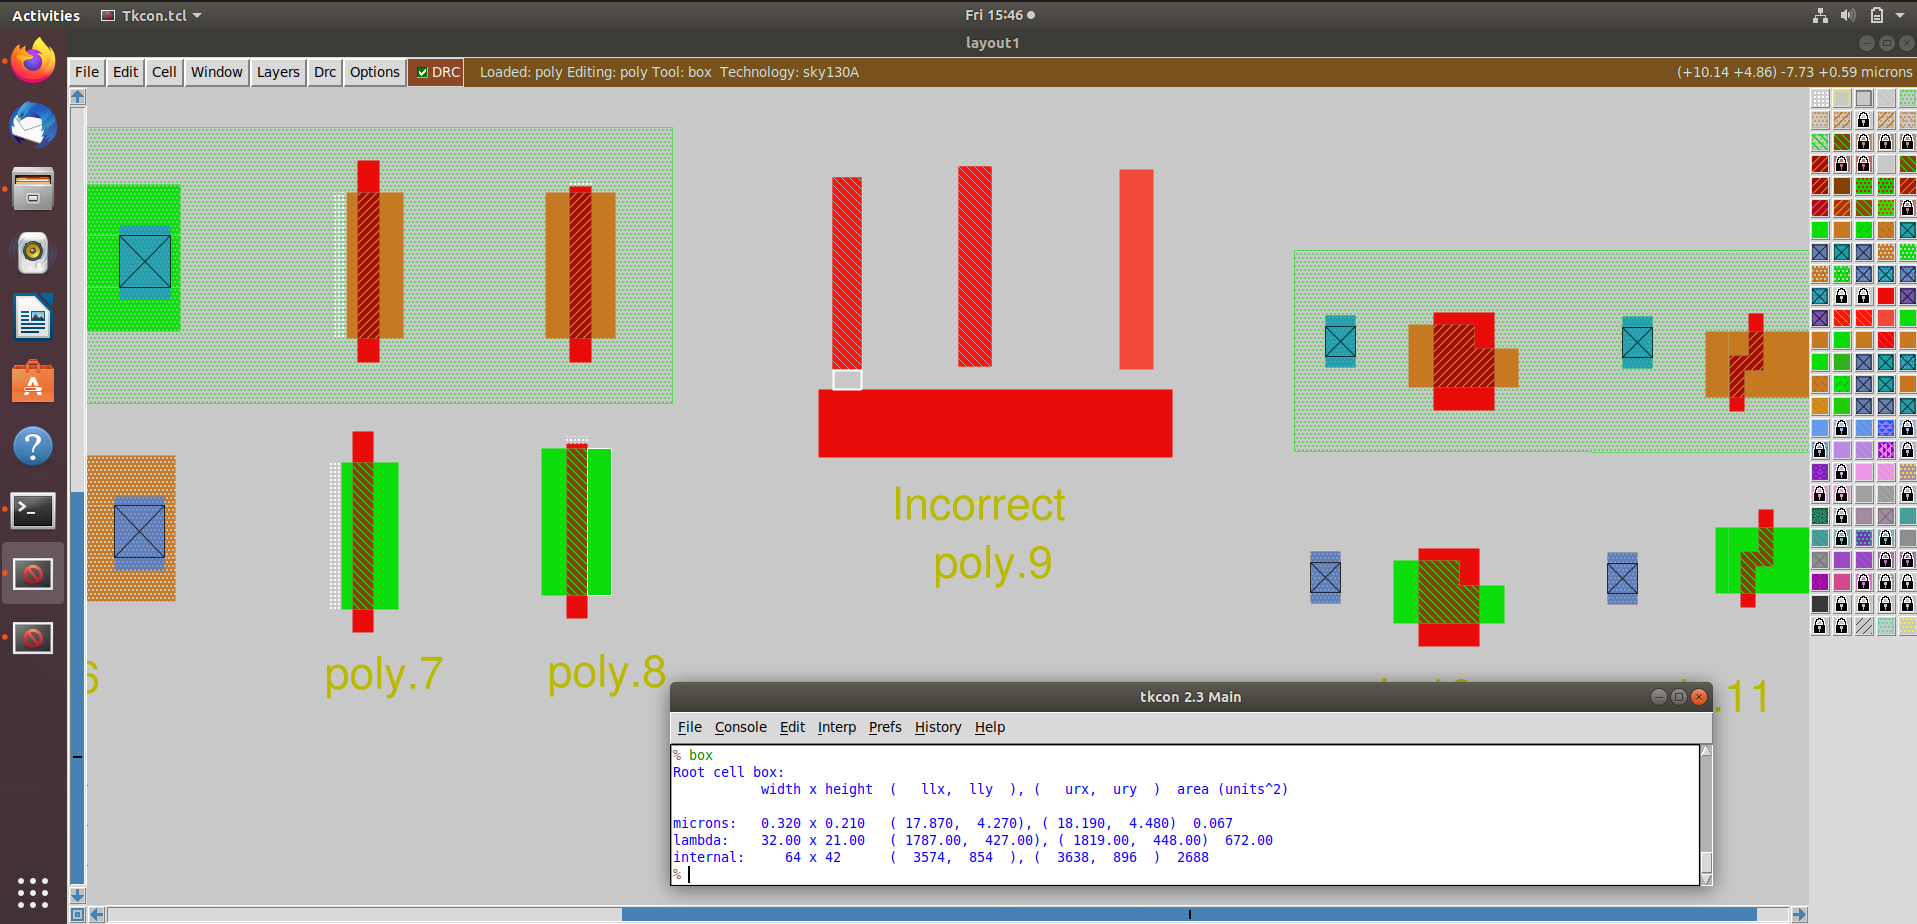 Activities Tkcon.tcl Fri 15:46
layout1
File Edit Cell Window Layers Drc Options DRC Loaded: poly Editing: poly Tool: box Technology: sky130A (+10.14 +4.86) -7.73 +0.59 microns
Incorrect
poly.9
6 poly.7 poly.8 .11
tkcon 2.3 Main
File Console Edit Interp Prefs History Help
% box
Root cell box:
width x height ( llx, lly ), ( urx, ury ) area (units^2)
microns: 0.320 x 0.210 ( 17.870, 4.270), ( 18.190, 4.480) 0.067
lambda: 32.00 x 21.00 ( 1787.00, 427.00), ( 1819.00, 448.00) 672.00
internal: 64 x 42 ( 3574, 854 ), ( 3638, 896 ) 2688
%